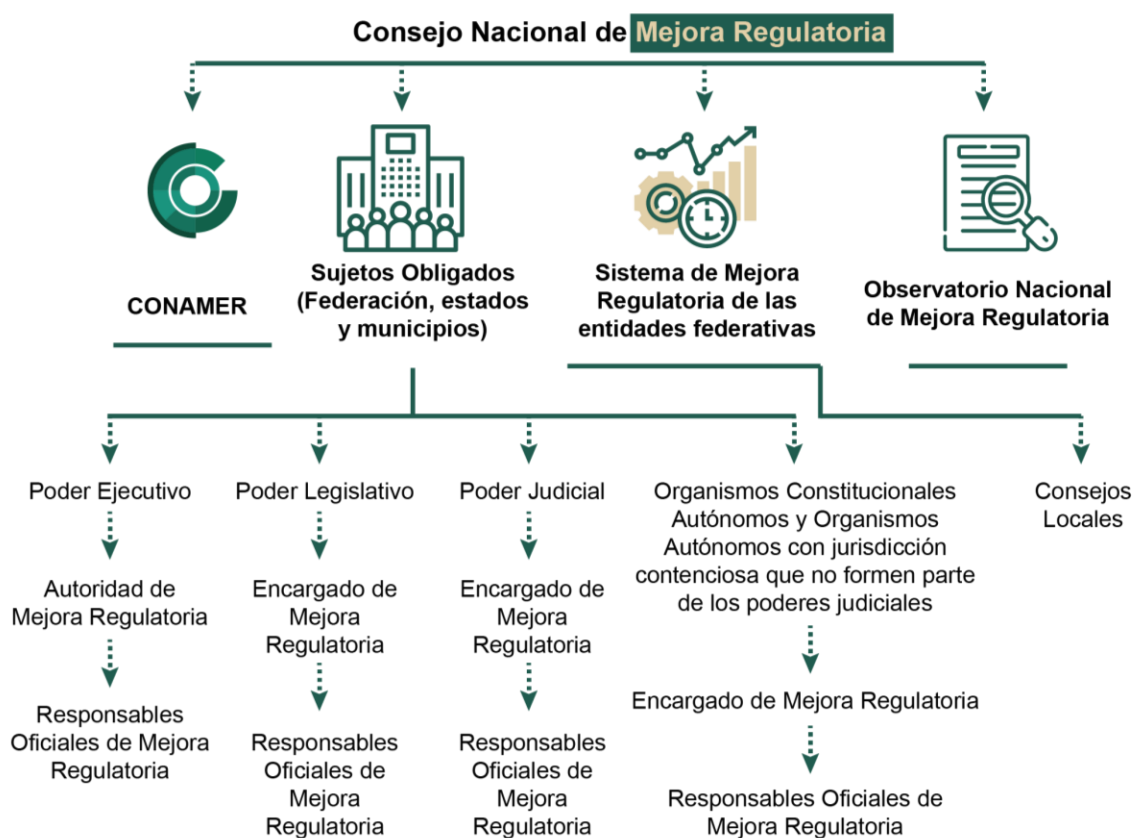 Consejo Nacional de Mejora Regulatoria
CONAMER
Sujetos Obligados
(Federación, estados
y municipios)
Sistema de Mejora
Regulatoria de las
entidades federativas
Observatorio Nacional
de Mejora Regulatoria
Poder Ejecutivo
Autoridad de
Mejora Regulatoria
Responsables
Oficiales de Mejora
Regulatoria
Poder Legislativo
Encargado de
Mejora
Regulatoria
Responsables
Oficiales de
Mejora
Regulatoria
Poder Judicial
Encargado de
Mejora
Regulatoria
Responsables
Oficiales de
Mejora
Regulatoria
Organismos Constitucionales
Autónomos y Organismos
Autónomos con jurisdicción
contenciosa que no formen parte
de los poderes judiciales
Encargado de Mejora Regulatoria
Responsables Oficiales de
Mejora Regulatoria
Consejos
Locales